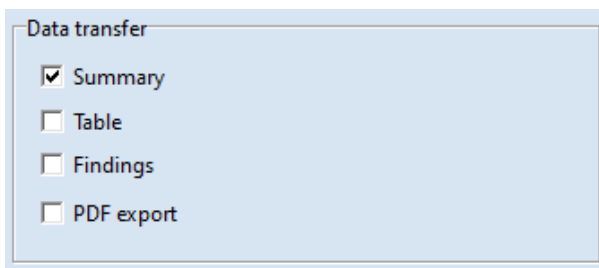 Data transfer
Summary
Table
Findings
PDF export